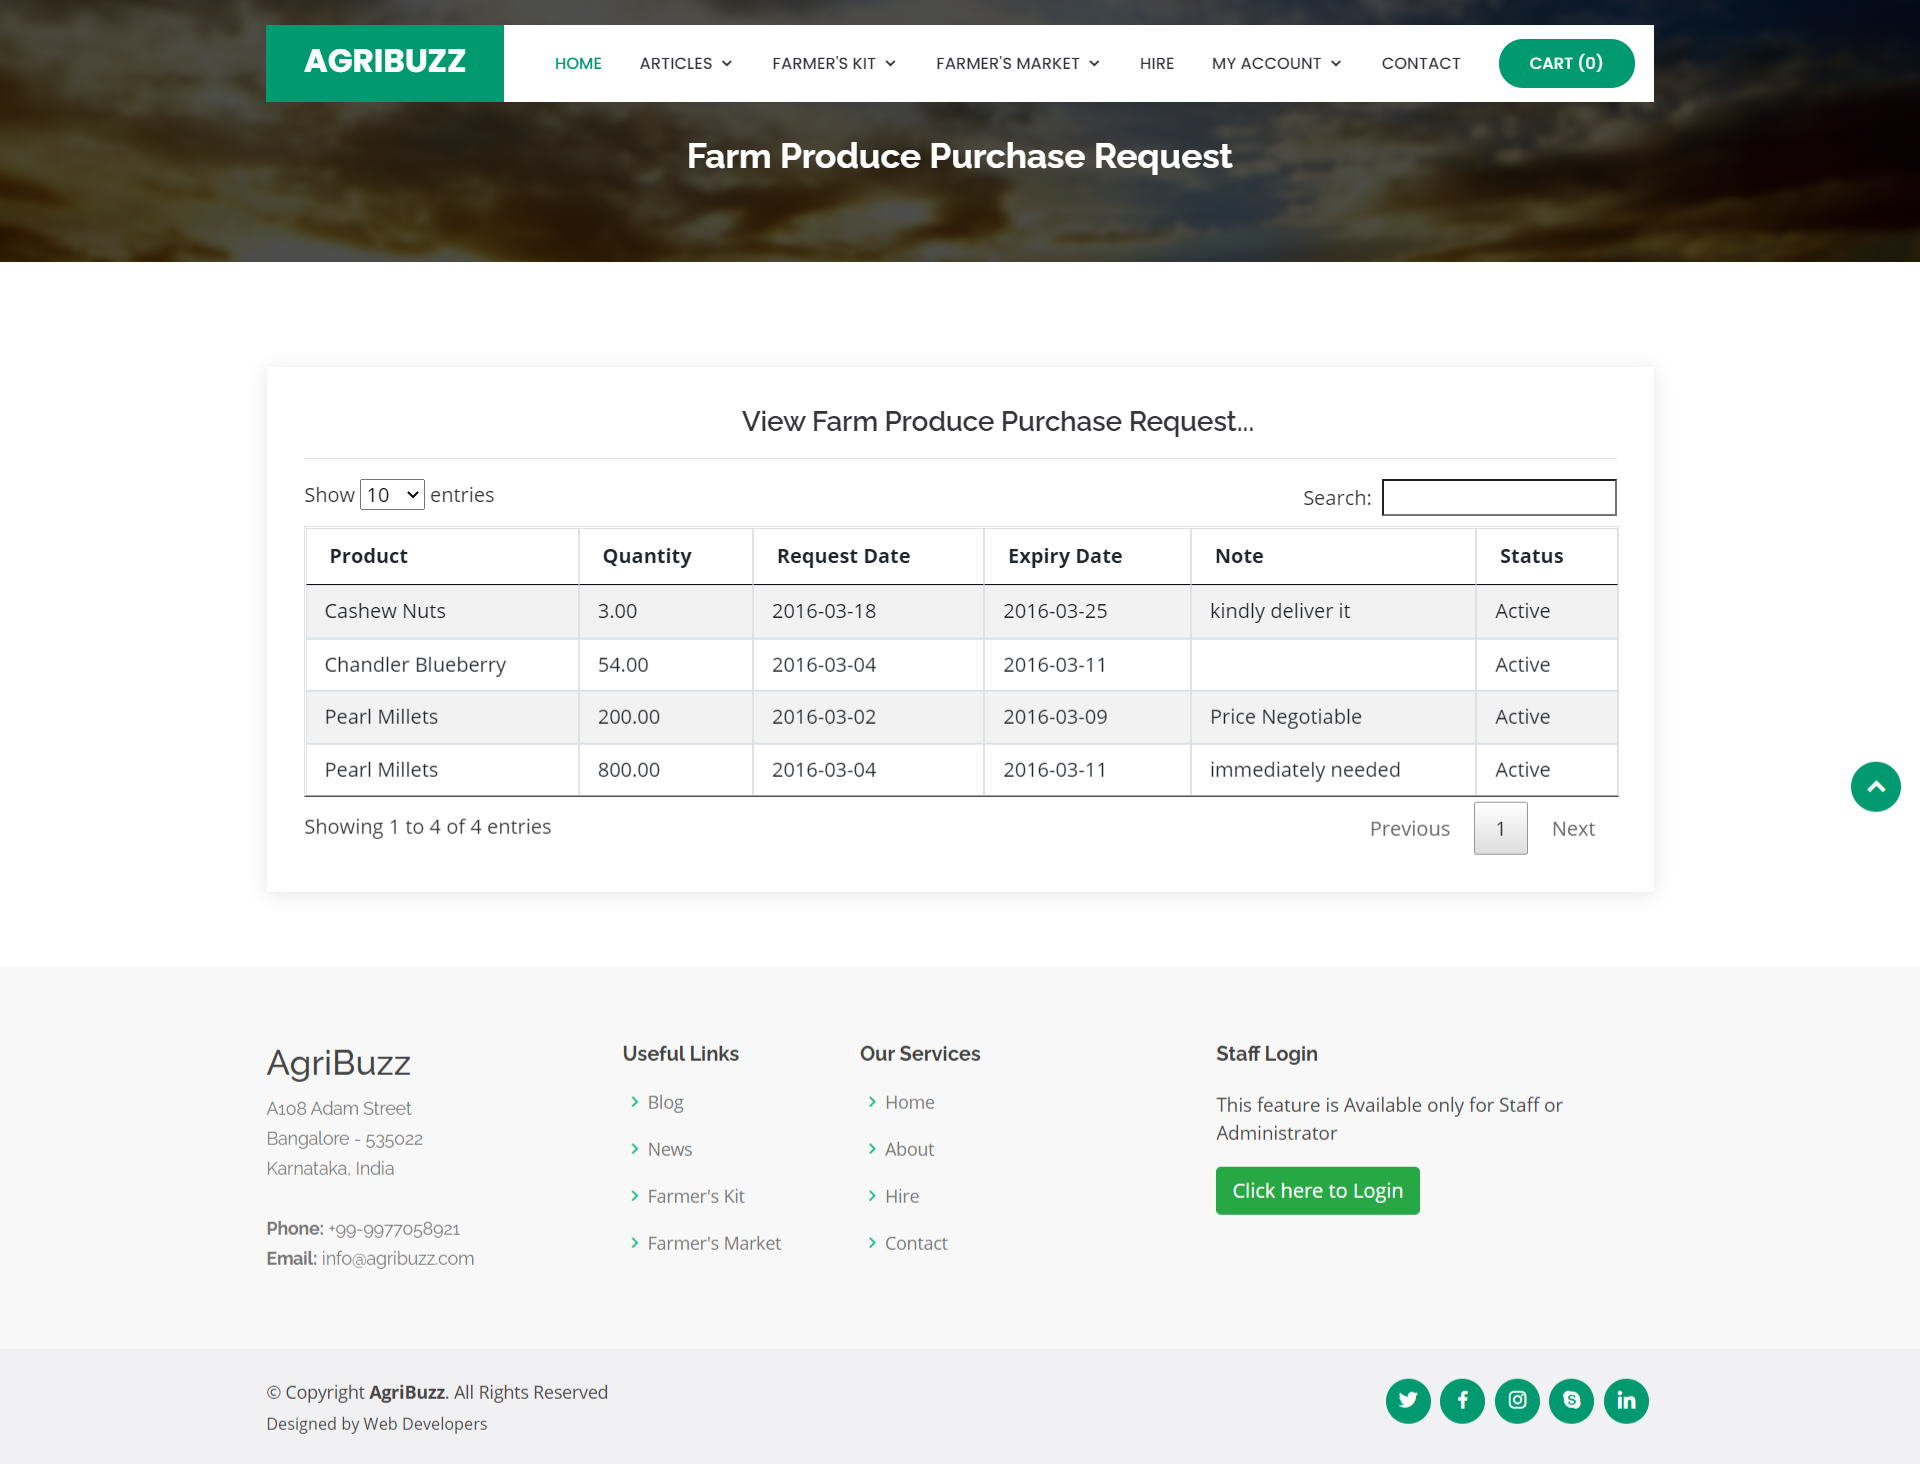 AGRIBUZZ
HOME ARTICLES FARMER'S KIT FARMER'S MARKET HIRE MY ACCOUNT CONTACT CART (0)
Farm Produce Purchase Request
View Farm Produce Purchase Request...
Show 10 entries Search:
Product Quantity Request Date Expiry Date Note Status
Cashew Nuts 3.00 2016-03-18 2016-03-25 kindly deliver it Active
Chandler Blueberry 54.00 2016-03-04 2016-03-11 Active
Pearl Millets 200.00 2016-03-02 2016-03-09 Price Negotiable Active
Pearl Millets 800.00 2016-03-04 2016-03-11 immediately needed Active
Showing 1 to 4 of 4 entries Previous 1 Next
AgriBuzz
A108 Adam Street
Bangalore - 535022
Karnataka, India
Phone: +99-9977058921
Email: info@agribuzz.com
Useful Links
Blog
News
Farmer's Kit
Farmer's Market
Our Services
Home
About
Hire
Contact
Staff Login
This feature is Available only for Staff or
Administrator
Click here to Login
© Copyright AgriBuzz. All Rights Reserved
Designed by Web Developers